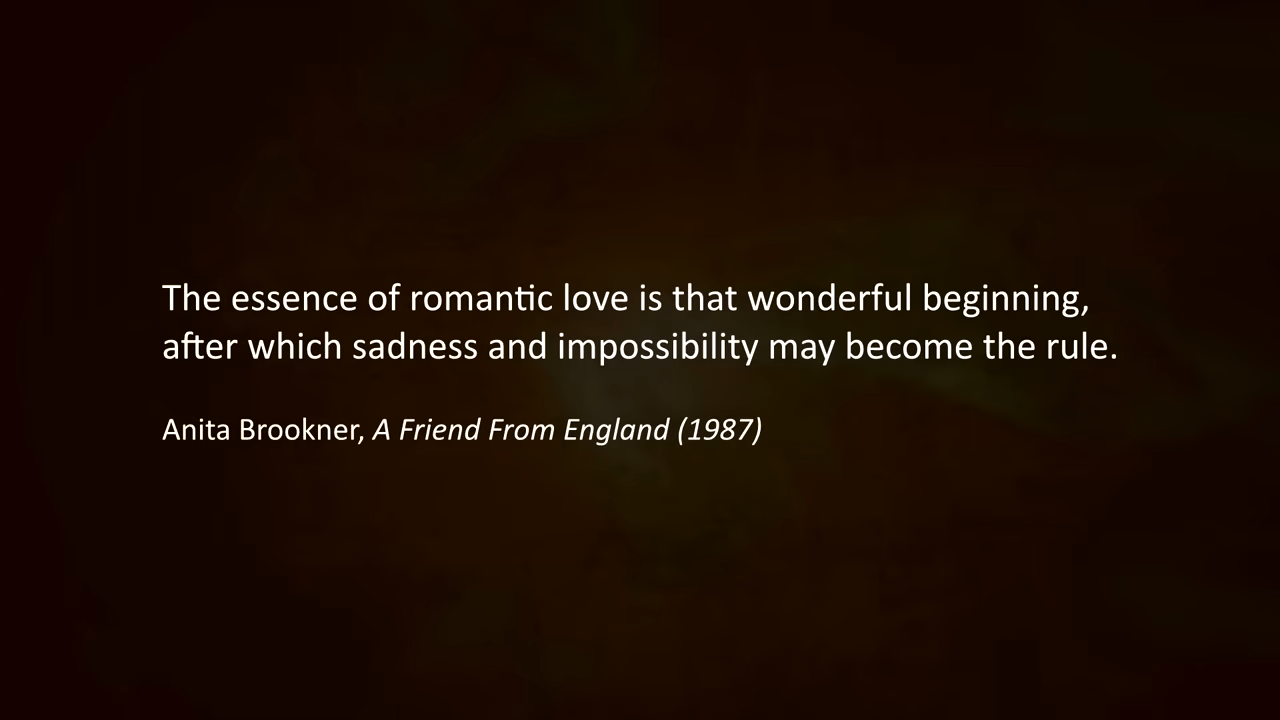 The essence of romantic love is that wonderful beginning,
after which sadness and impossibility may become the rule.
Anita Brookner, A Friend From England (1987)